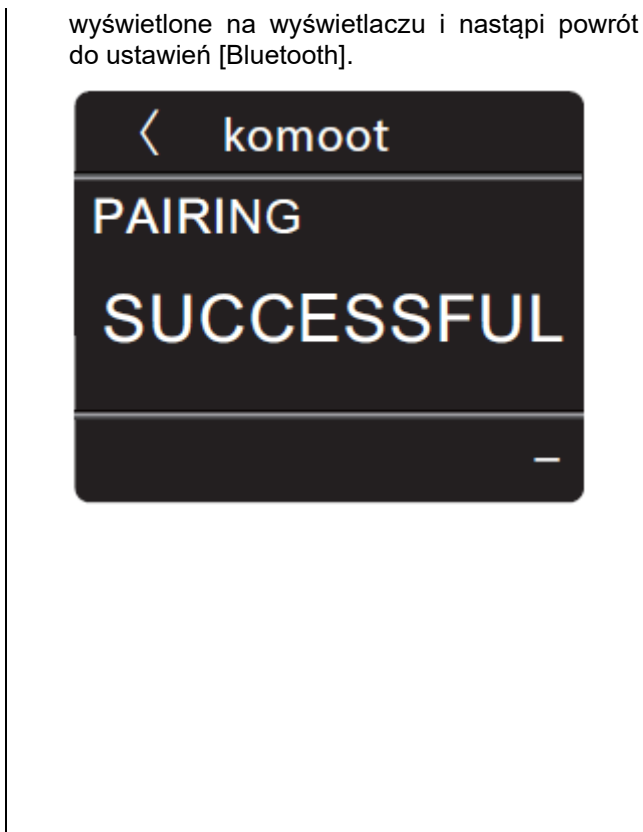 wyświetlone na wyświetlaczu i nastąpi powrót
do ustawień [Bluetooth].
〈 komoot
PAIRING
SUCCESSFUL
–